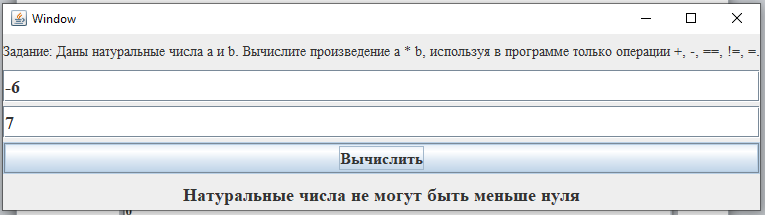 Window
Задание: Даны натуральные числа a и b. Вычислите произведение a * b, используя в программе только операции +, -, ==, !=, =.
-6
7
Вычислить
Натуральные числа не могут быть меньше нуля